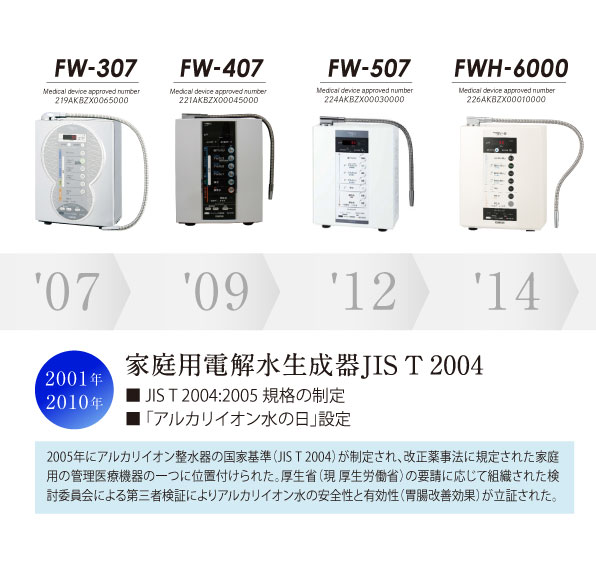 FW-307
Medical device approved number
219AKBZX0065000
FW-407
Medical device approved number
221AKBZX00045000
FW-507
Medical device approved number
224AKBZX00030000
FWH-6000
Medical device approved number
226AKBZX00010000
'07
'09
'12
'14
2001年
2010年
家庭用電解水生成器JIS T 2004
■ JIS T 2004:2005 規格の制定
■「アルカリイオン水の日」設定
2005年にアルカリイオン整水器の国家基準（JIS T 2004）が制定され、改正薬事法に規定された家庭
用の管理医療機器の一つに位置付けられた。厚生省（現 厚生労働省）の要請に応じて組織された検
討委員会による第三者検証によりアルカリイオン水の安全性と有効性（胃腸改善効果）が立証された。